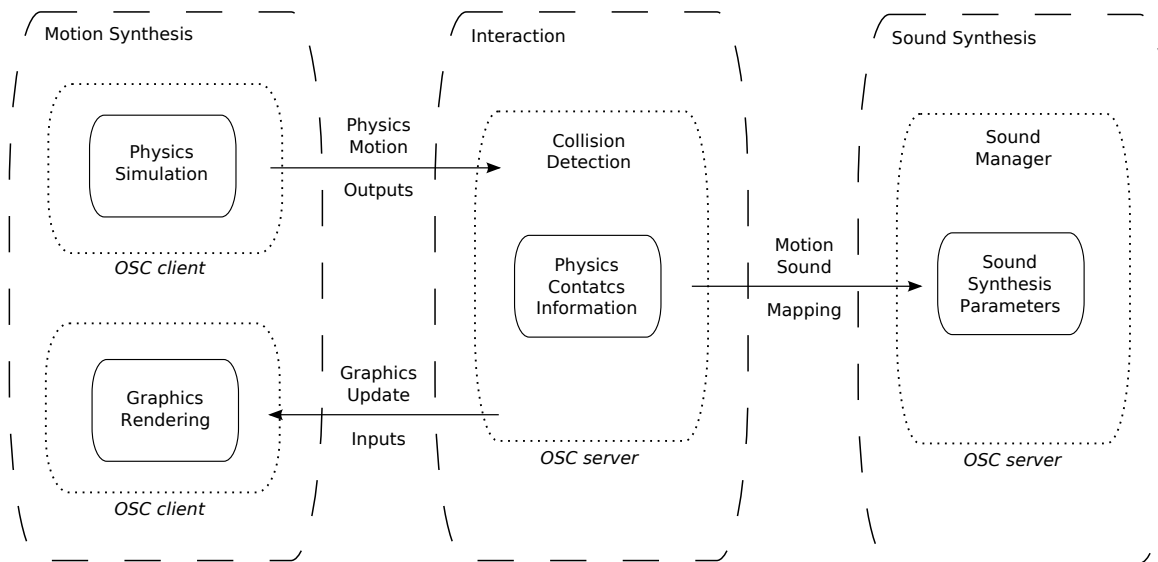 Motion Synthesis
Physics
Simulation
OSC client
Graphics
Rendering
OSC client
Physics
Motion
Outputs
Graphics
Update
Inputs
Interaction
Collision
Detection
Physics
Contatcs
Information
OSC server
Motion
Sound
Mapping
Sound Synthesis
Sound
Manager
Sound
Synthesis
Parameters
OSC server